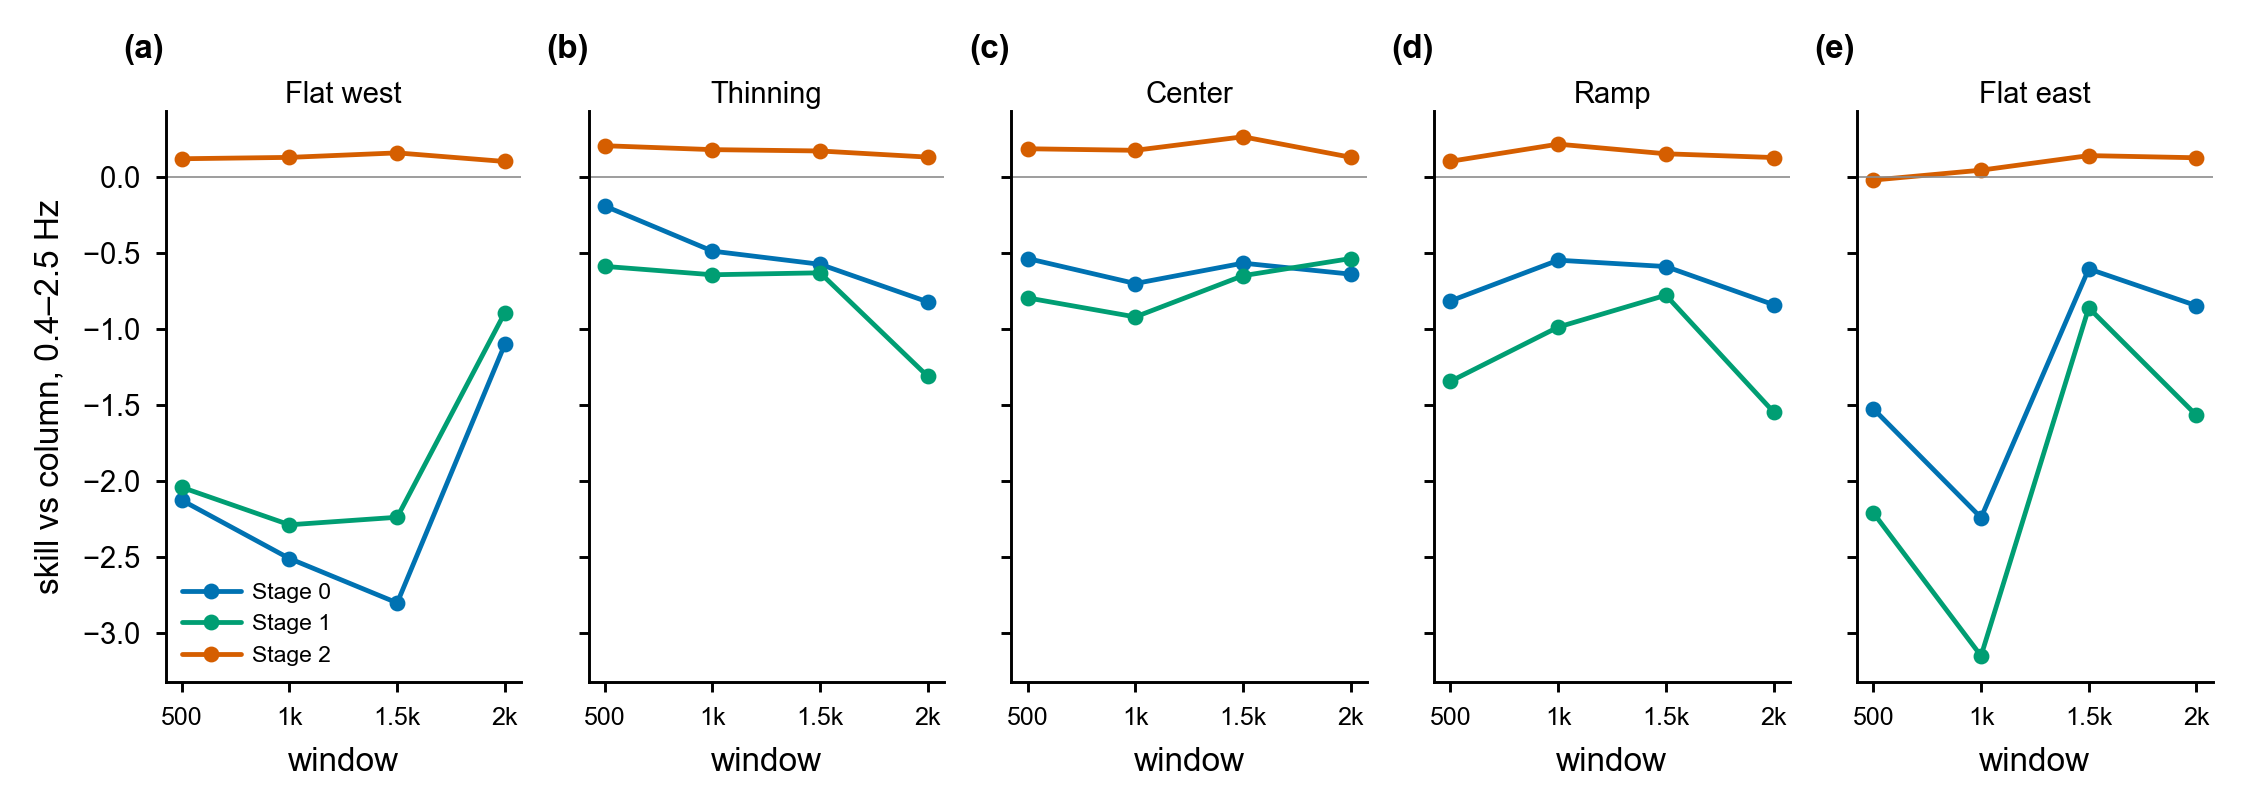 (a) (b) (c) (d) (e)
Flat west Thinning Center Ramp Flat east
skill vs column, 0.4–2.5 Hz
0.0
−0.5
−1.0
−1.5
−2.0
−2.5
−3.0
Stage 0
Stage 1
Stage 2
500 1k 1.5k 2k 500 1k 1.5k 2k 500 1k 1.5k 2k 500 1k 1.5k 2k 500 1k 1.5k 2k
window window window window window